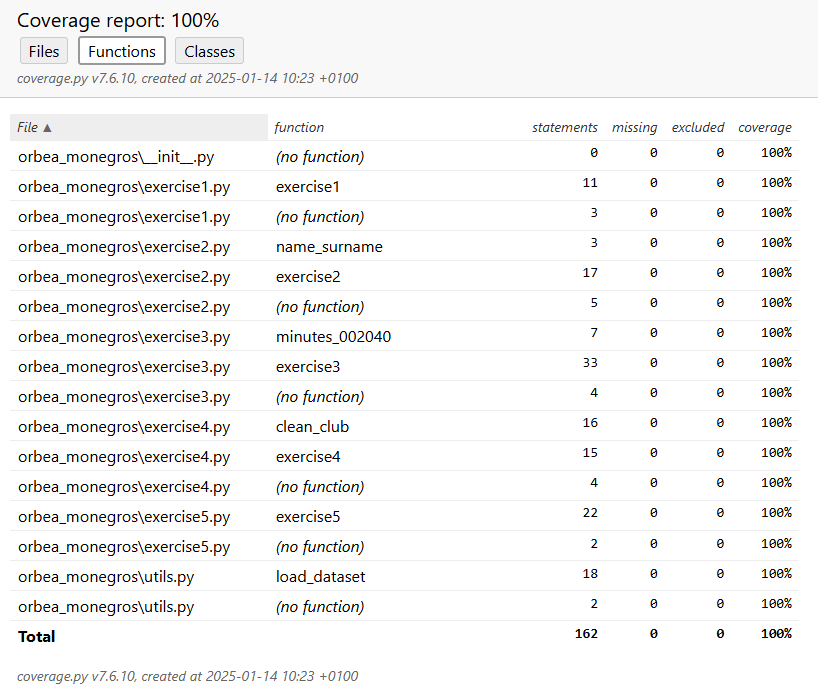 Coverage report: 100%
Files Functions Classes
coverage.py v7.6.10, created at 2025-01-14 10:23 +0100
File ▲ function statements missing excluded coverage
orbea_monegros\__init__.py (no function) 0 0 0 100%
orbea_monegros\exercise1.py exercise1 11 0 0 100%
orbea_monegros\exercise1.py (no function) 3 0 0 100%
orbea_monegros\exercise2.py name_surname 3 0 0 100%
orbea_monegros\exercise2.py exercise2 17 0 0 100%
orbea_monegros\exercise2.py (no function) 5 0 0 100%
orbea_monegros\exercise3.py minutes_002040 7 0 0 100%
orbea_monegros\exercise3.py exercise3 33 0 0 100%
orbea_monegros\exercise3.py (no function) 4 0 0 100%
orbea_monegros\exercise4.py clean_club 16 0 0 100%
orbea_monegros\exercise4.py exercise4 15 0 0 100%
orbea_monegros\exercise4.py (no function) 4 0 0 100%
orbea_monegros\exercise5.py exercise5 22 0 0 100%
orbea_monegros\exercise5.py (no function) 2 0 0 100%
orbea_monegros\utils.py load_dataset 18 0 0 100%
orbea_monegros\utils.py (no function) 2 0 0 100%
Total 162 0 0 100%
coverage.py v7.6.10, created at 2025-01-14 10:23 +0100